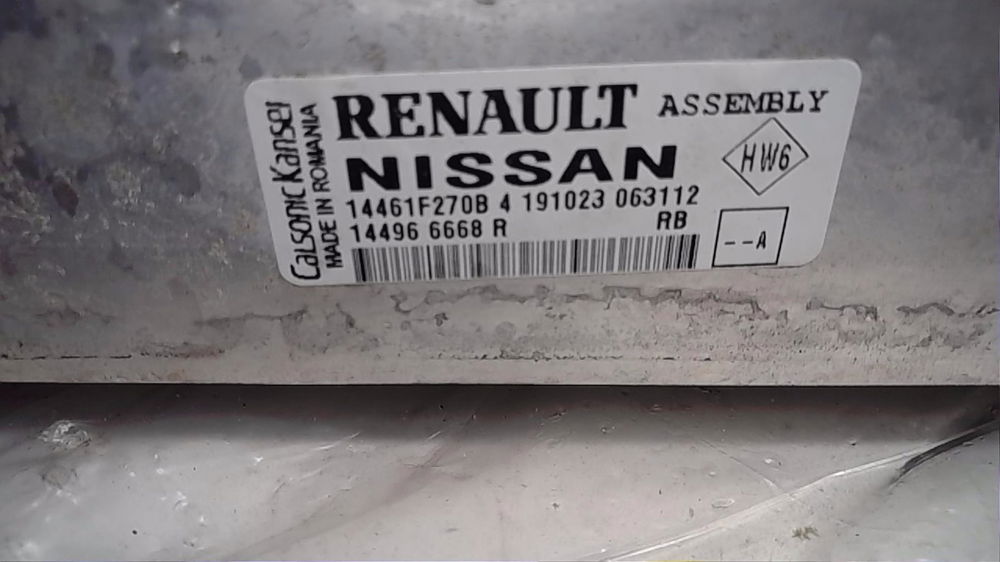 Calsonic Kansei
MADE IN ROMANIA
RENAULT ASSEMBLY
NISSAN
HW6
14461F270B 4 191023 063112
14496 6668 R RB
--A